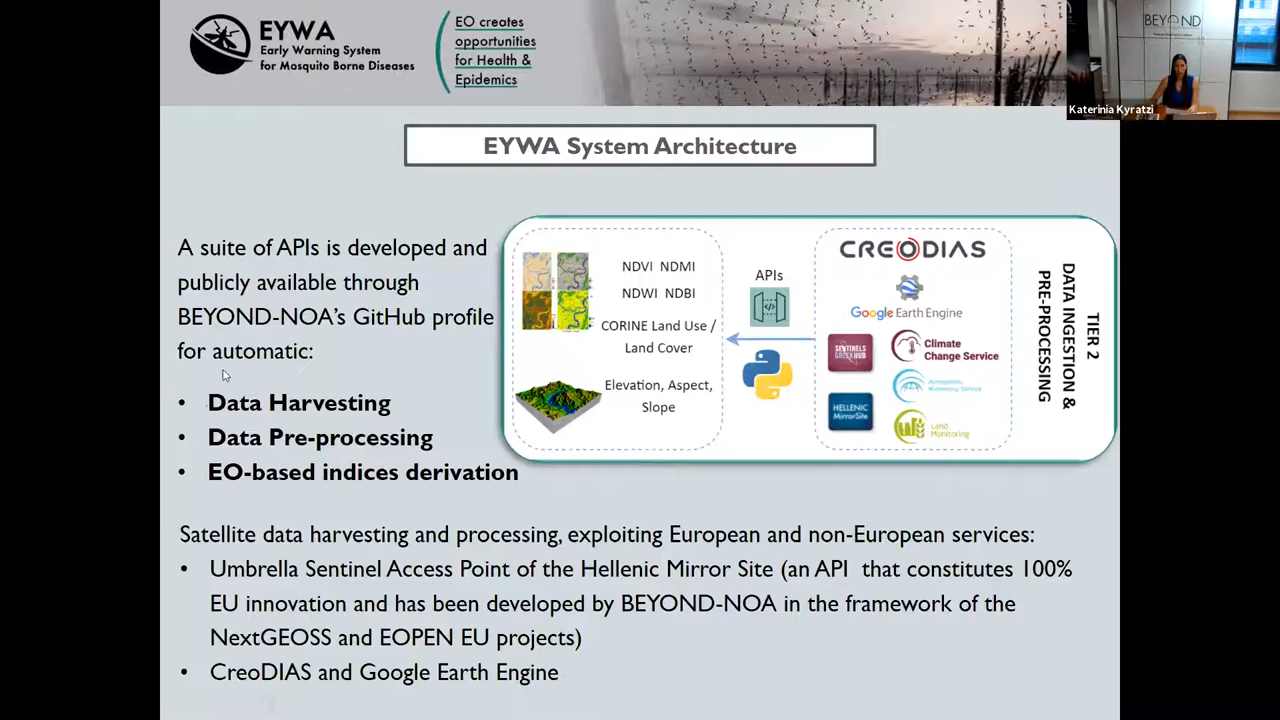 EYWA
Early Warning System
for Mosquito Borne Diseases
EO creates
opportunities
for Health &
Epidemics
BEYOND
Katerinia Kyratzi
EYWA System Architecture
A suite of APIs is developed and
publicly available through
BEYOND-NOA's GitHub profile
for automatic:
• Data Harvesting
• Data Pre-processing
• EO-based indices derivation
NDVI NDMI
NDWI NDBI
CORINE Land Use /
Land Cover
Elevation, Aspect,
Slope
APIs
CREODIAS
Google Earth Engine
SENTINELS
GREEKHUB
Climate
Change Service
HELLENIC
MirrorSite
Land
Monitoring
TIER 2
DATA INGESTION &
PRE-PROCESSING
Satellite data harvesting and processing, exploiting European and non-European services:
• Umbrella Sentinel Access Point of the Hellenic Mirror Site (an API that constitutes 100%
EU innovation and has been developed by BEYOND-NOA in the framework of the
NextGEOSS and EOPEN EU projects)
• CreoDIAS and Google Earth Engine